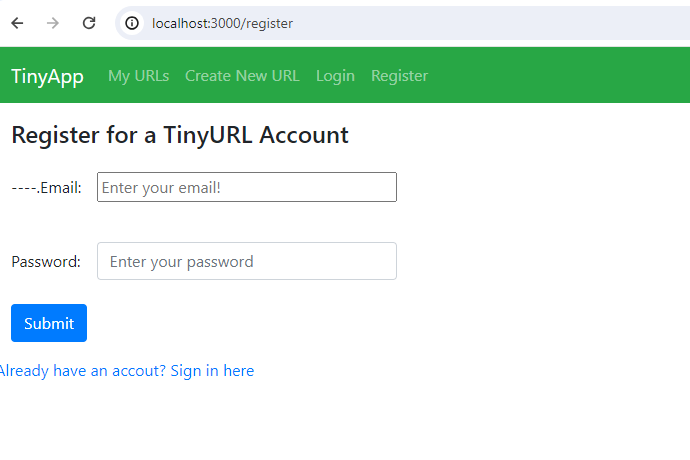 localhost:3000/register
TinyApp My URLs Create New URL Login Register
Register for a TinyURL Account
----.Email: Enter your email!
Password: Enter your password
Submit
Already have an accout? Sign in here